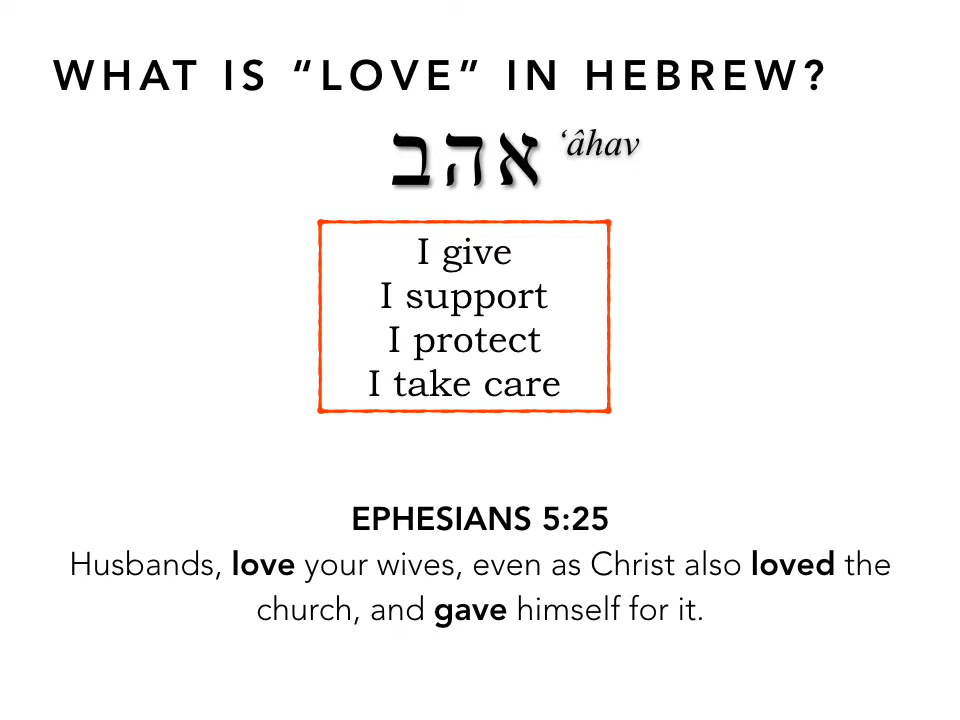 WHAT IS “LOVE” IN HEBREW?
אהב ‘âhav
I give
I support
I protect
I take care
EPHESIANS 5:25
Husbands, love your wives, even as Christ also loved the
church, and gave himself for it.